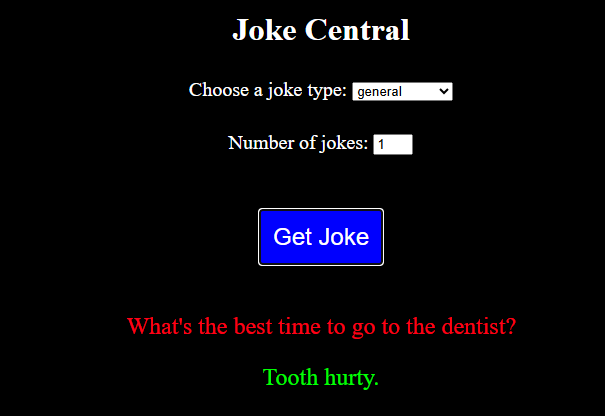 Joke Central
Choose a joke type: general
Number of jokes: 1
Get Joke
What's the best time to go to the dentist?
Tooth hurty.